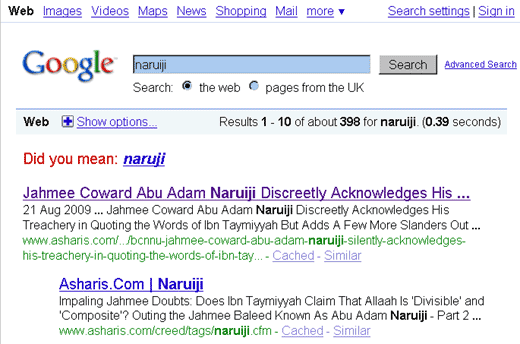 Web Images Videos Maps News Shopping Mail more ▼ Search settings | Sign in
Google naruiji Search Advanced Search
Search: the web pages from the UK
Web Show options... Results 1 - 10 of about 398 for naruiji. (0.39 seconds)
Did you mean: naruji
Jahmee Coward Abu Adam Naruiji Discreetly Acknowledges His ...
21 Aug 2009 ... Jahmee Coward Abu Adam Naruiji Discreetly Acknowledges His
Treachery in Quoting the Words of Ibn Taymiyyah But Adds A Few More Slanders Out ...
www.asharis.com/.../bcnnu-jahmee-coward-abu-adam-naruiji-silently-acknowledges-
his-treachery-in-quoting-the-words-of-ibn-tay... - Cached - Similar
Asharis.Com | Naruiji
Impaling Jahmee Doubts: Does Ibn Taymiyyah Claim That Allaah Is 'Divisible' and
'Composite'? Outing the Jahmee Baleed Known As Abu Adam Naruiji - Part 2 ...
www.asharis.com/creed/tags/naruiji.cfm - Cached - Similar